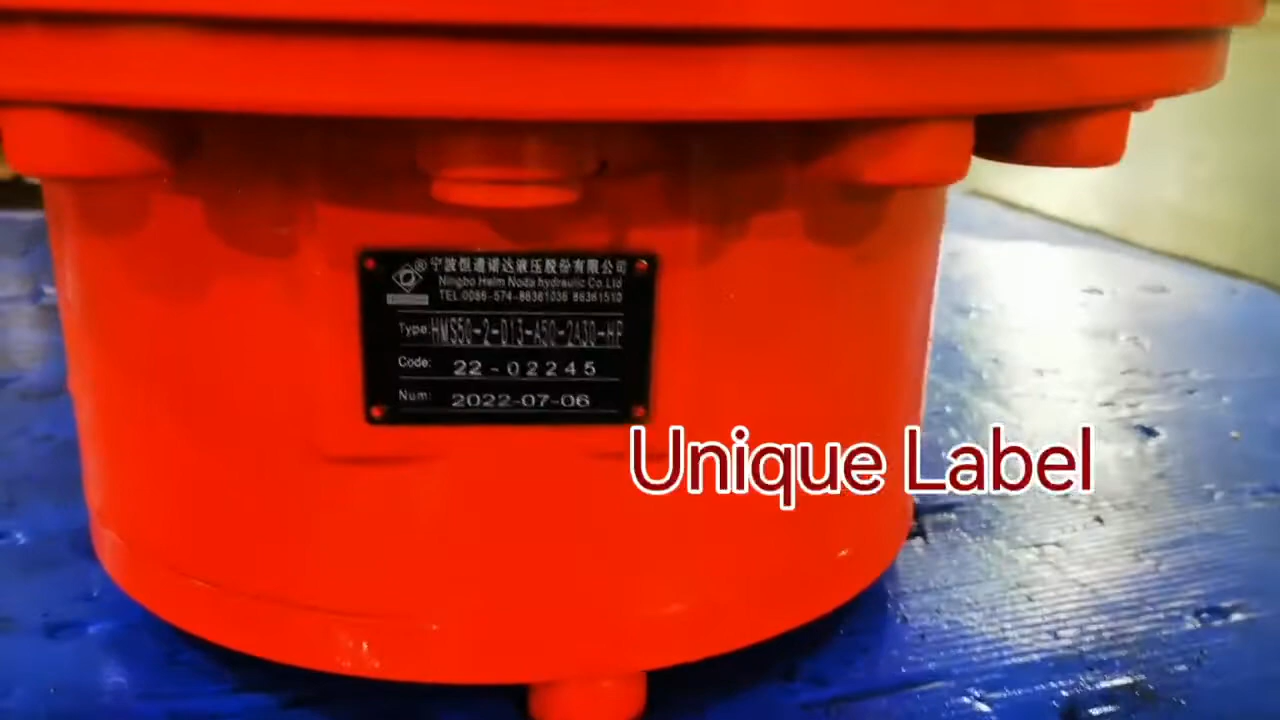 宁波恒通诺达液压股份有限公司
Ningbo Helm Noda hydraulic Co.Ltd
TEL:0086-574-86361036 86361510
Type: HMS50-2-D13-A50-2A30-HP
Code: 22-02245
Num: 2022-07-06
Unique Label